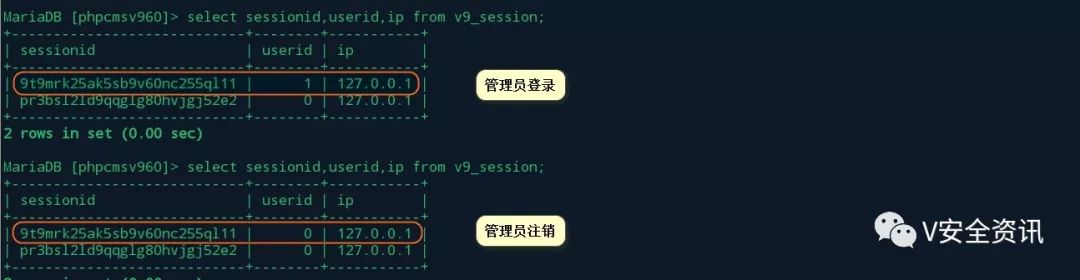 MariaDB [phpcmsv960]> select sessionid,userid,ip from v9_session;
+----------------------------+--------+-----------+
| sessionid                  | userid | ip        |
+----------------------------+--------+-----------+
| 9t9mrk25ak5sb9v60nc255ql11 |      1 | 127.0.0.1 |
| pr3bsl2ld9qqglg80hvjgj52e2 |      0 | 127.0.0.1 |
+----------------------------+--------+-----------+
2 rows in set (0.00 sec)
管理员登录
MariaDB [phpcmsv960]> select sessionid,userid,ip from v9_session;
+----------------------------+--------+-----------+
| sessionid                  | userid | ip        |
+----------------------------+--------+-----------+
| 9t9mrk25ak5sb9v60nc255ql11 |      0 | 127.0.0.1 |
| pr3bsl2ld9qqglg80hvjgj52e2 |      0 | 127.0.0.1 |
+----------------------------+--------+-----------+
管理员注销
V安全资讯